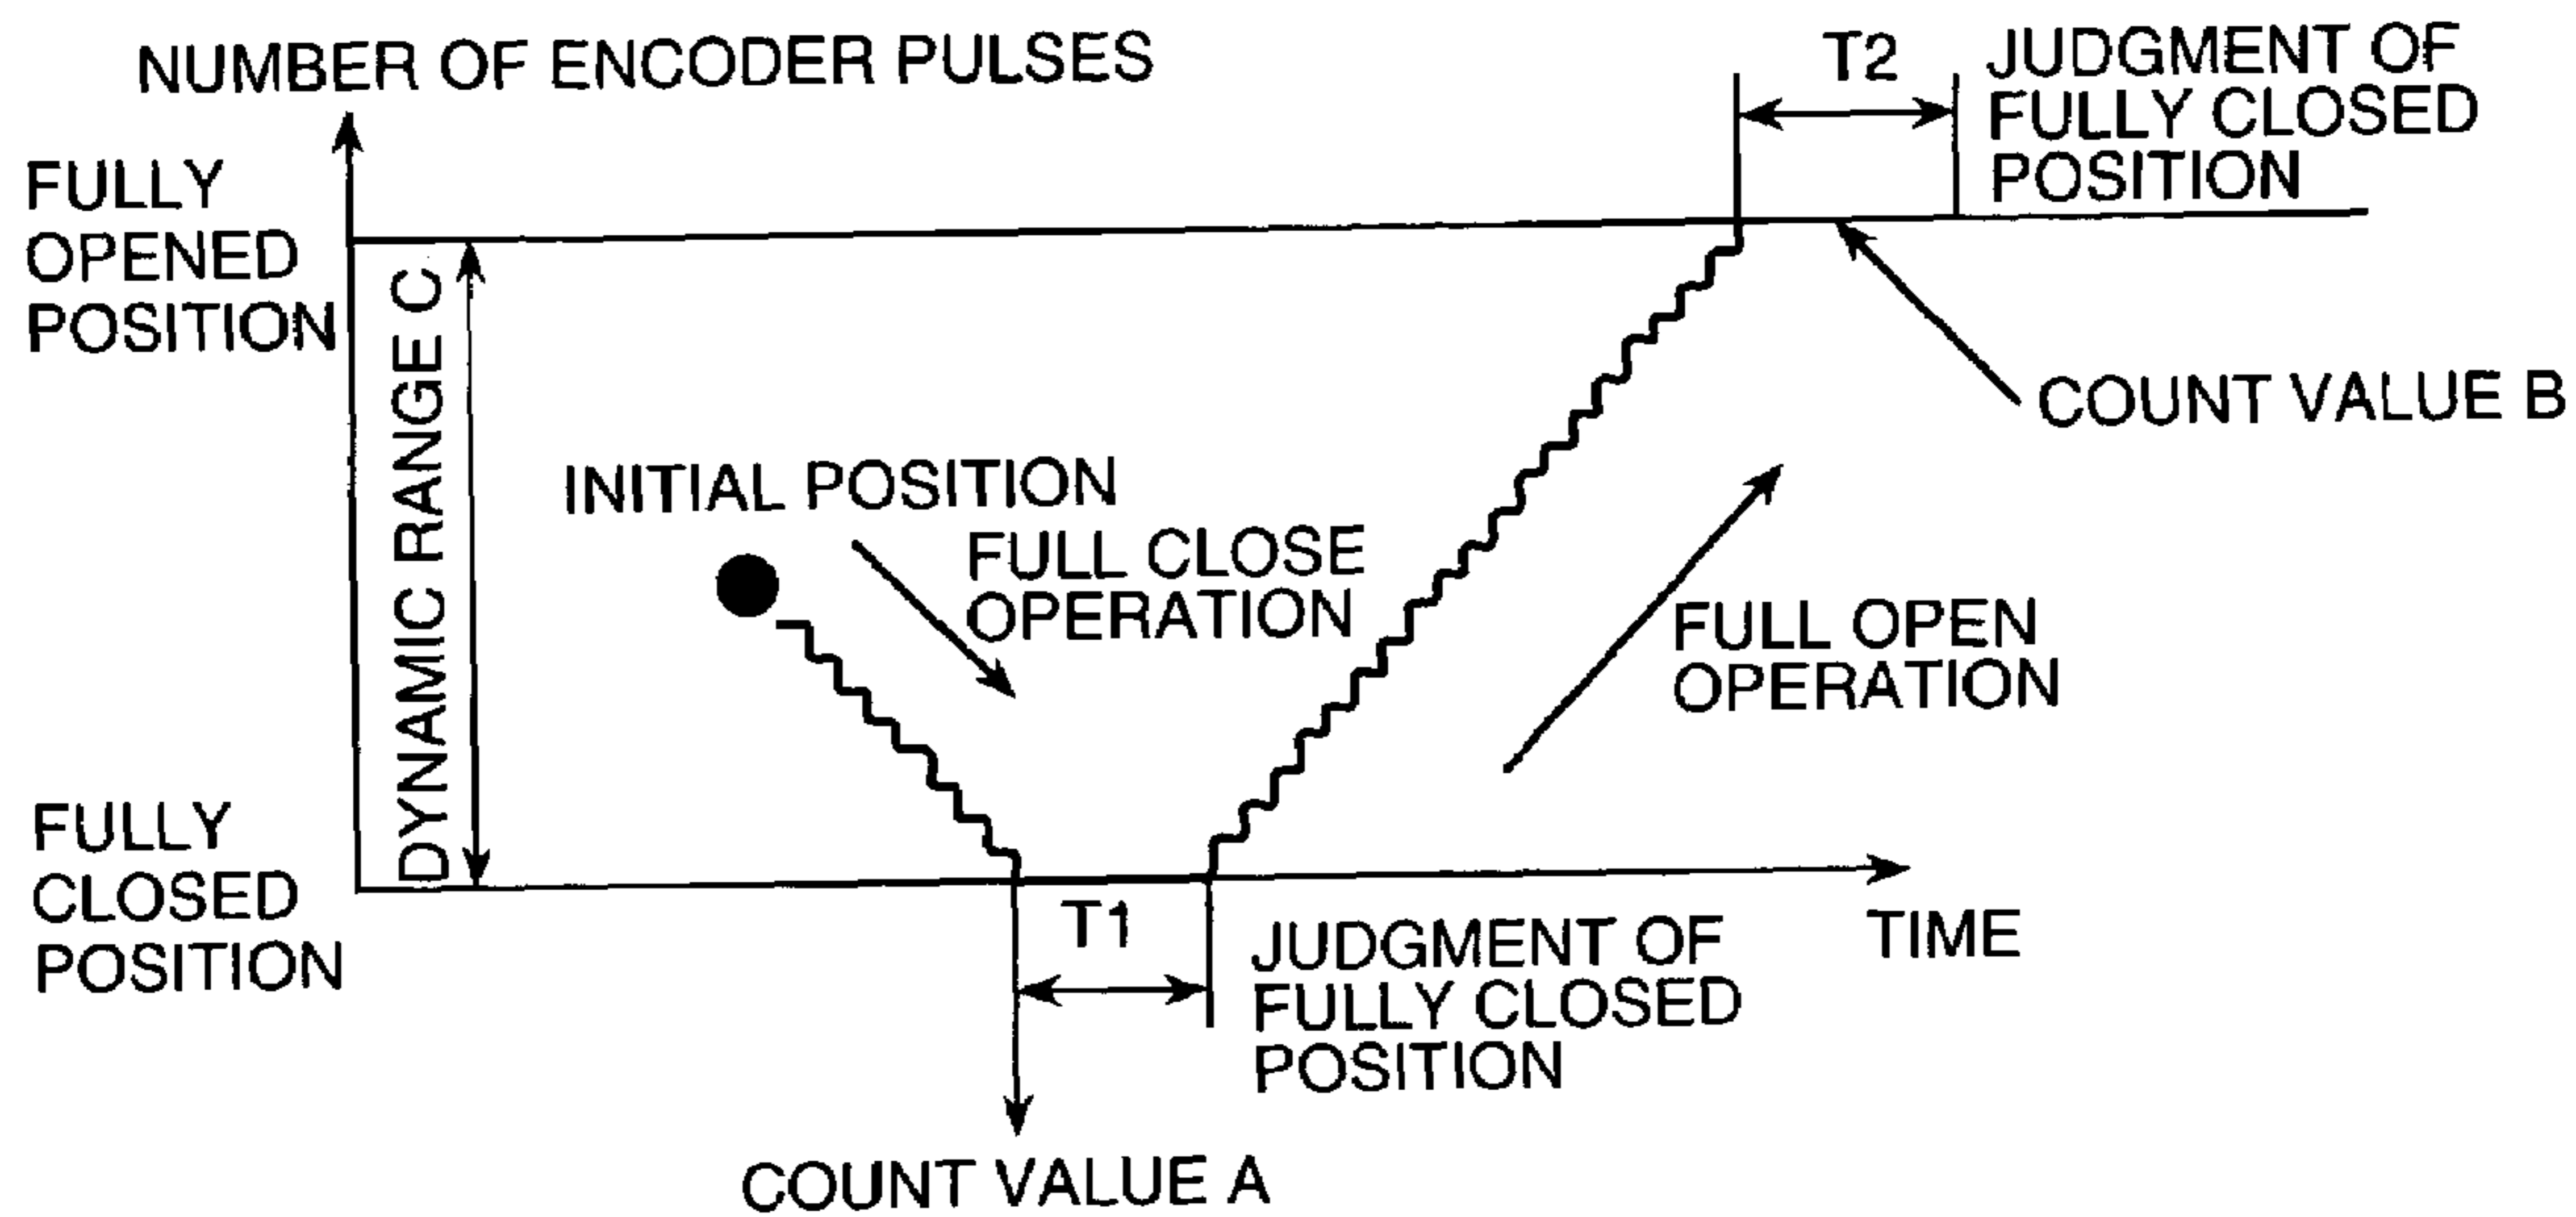 NUMBER OF ENCODER PULSES
T2
JUDGMENT OF
FULLY CLOSED
POSITION
FULLY
OPENED
POSITION
DYNAMIC RANGE C
COUNT VALUE B
INITIAL POSITION
FULL CLOSE
OPERATION
FULL OPEN
OPERATION
FULLY
CLOSED
POSITION
T1
JUDGMENT OF
FULLY CLOSED
POSITION
TIME
COUNT VALUE A